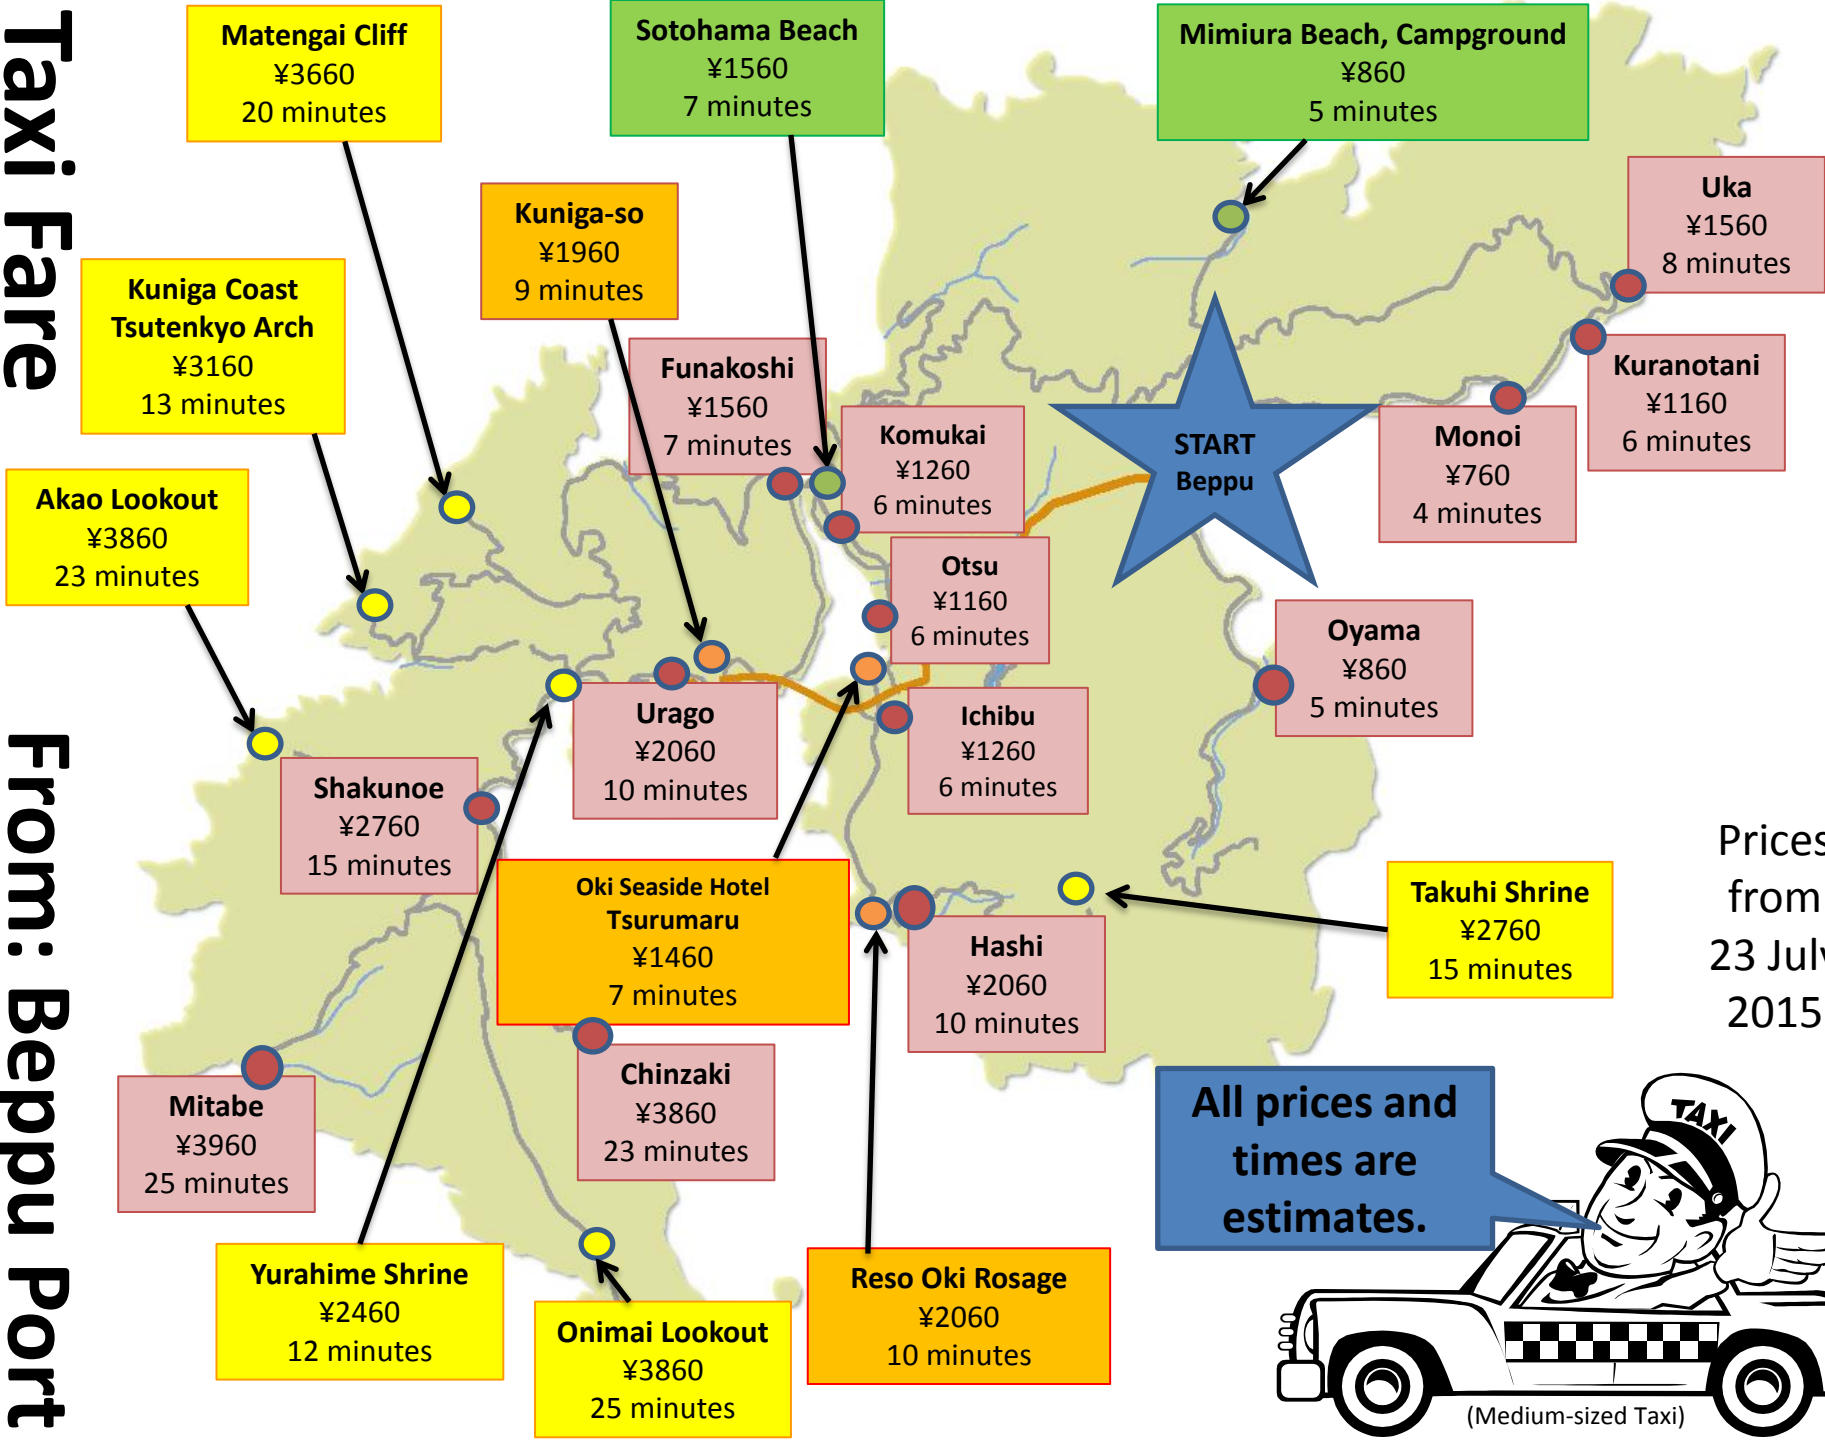 Taxi Fare
From: Beppu Port
Matengai Cliff
¥3660
20 minutes
Sotohama Beach
¥1560
7 minutes
Mimiura Beach, Campground
¥860
5 minutes
Uka
¥1560
8 minutes
Kuniga-so
¥1960
9 minutes
Kuniga Coast
Tsutenkyo Arch
¥3160
13 minutes
Funakoshi
¥1560
7 minutes
Kuranotani
¥1160
6 minutes
Komukai
¥1260
6 minutes
START
Beppu
Monoi
¥760
4 minutes
Akao Lookout
¥3860
23 minutes
Otsu
¥1160
6 minutes
Oyama
¥860
5 minutes
Urago
¥2060
10 minutes
Ichibu
¥1260
6 minutes
Shakunoe
¥2760
15 minutes
Oki Seaside Hotel
Tsurumaru
¥1460
7 minutes
Takuhi Shrine
¥2760
15 minutes
Hashi
¥2060
10 minutes
Prices
from
23 July
2015
Chinzaki
¥3860
23 minutes
Mitabe
¥3960
25 minutes
All prices and
times are
estimates.
TAXI
Yurahime Shrine
¥2460
12 minutes
Onimai Lookout
¥3860
25 minutes
Reso Oki Rosage
¥2060
10 minutes
(Medium-sized Taxi)